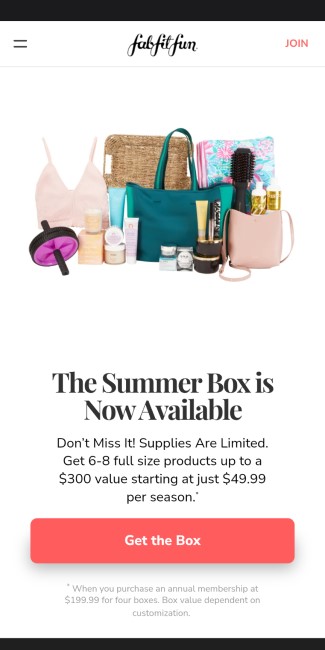 fabfitfun
JOIN
The Summer Box is
Now Available
Don't Miss It! Supplies Are Limited.
Get 6-8 full size products up to a
$300 value starting at just $49.99
per season.*
Get the Box
* When you purchase an annual membership at
$199.99 for four boxes. Box value dependent on
customization.